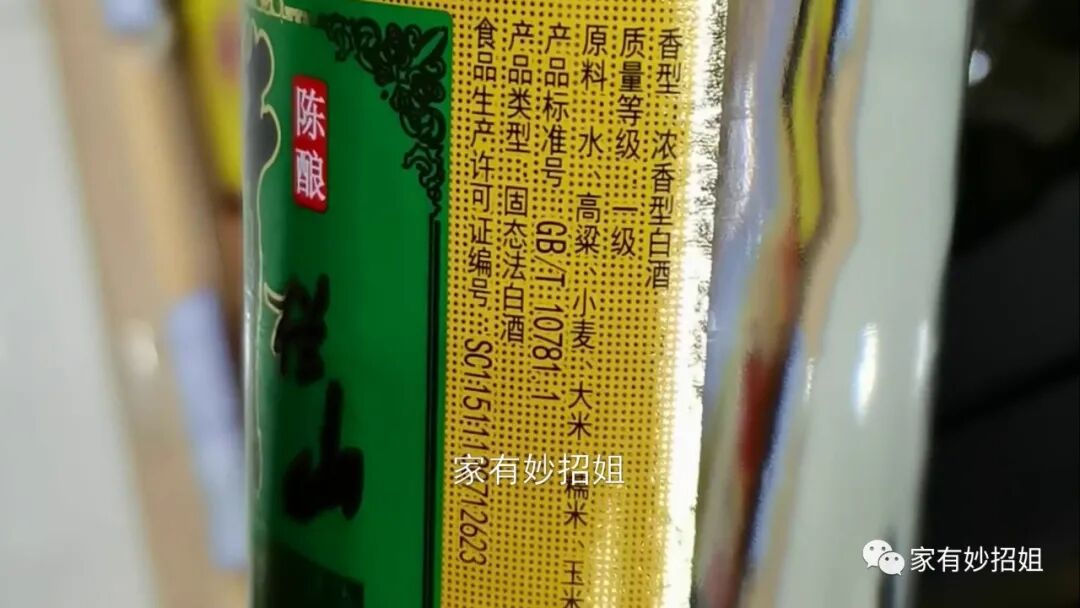 香型：浓香型白酒
质量等级 一级
原料 水、高粱、小麦、大米 糯米、玉米
产品标准号 GB/T 10781.1
产品类型：固态法白酒
食品生产许可证编号：SC1151112623
陈酿
山
家有妙招姐
家有妙招姐